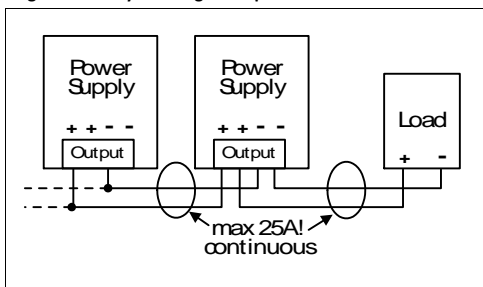 Power
Supply
+ + - -
Output
Power
Supply
+ + - -
Output
Load
+ -
max 25A!
continuous